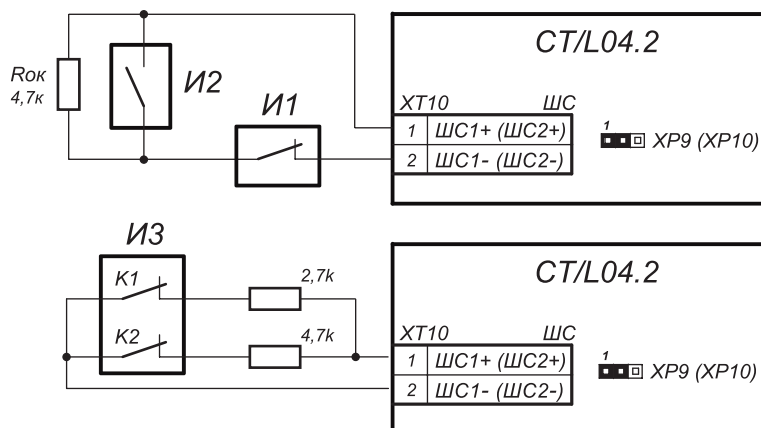 CT/L04.2
Rок
4,7к
И2
И1
XT10 ШС
1 ШС1+ (ШС2+)
2 ШС1- (ШС2-)
1
XP9 (XP10)
И3
K1
K2
2,7k
4,7k
CT/L04.2
XT10 ШС
1 ШС1+ (ШС2+)
2 ШС1- (ШС2-)
1
XP9 (XP10)